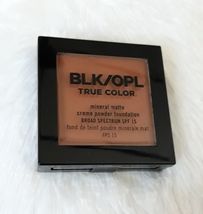 BLK/OPL
TRUE COLOR
mineral matte
creme powder foundation
BROAD SPECTRUM SPF 15
fond de teint poudre minérale mat
FPS 15